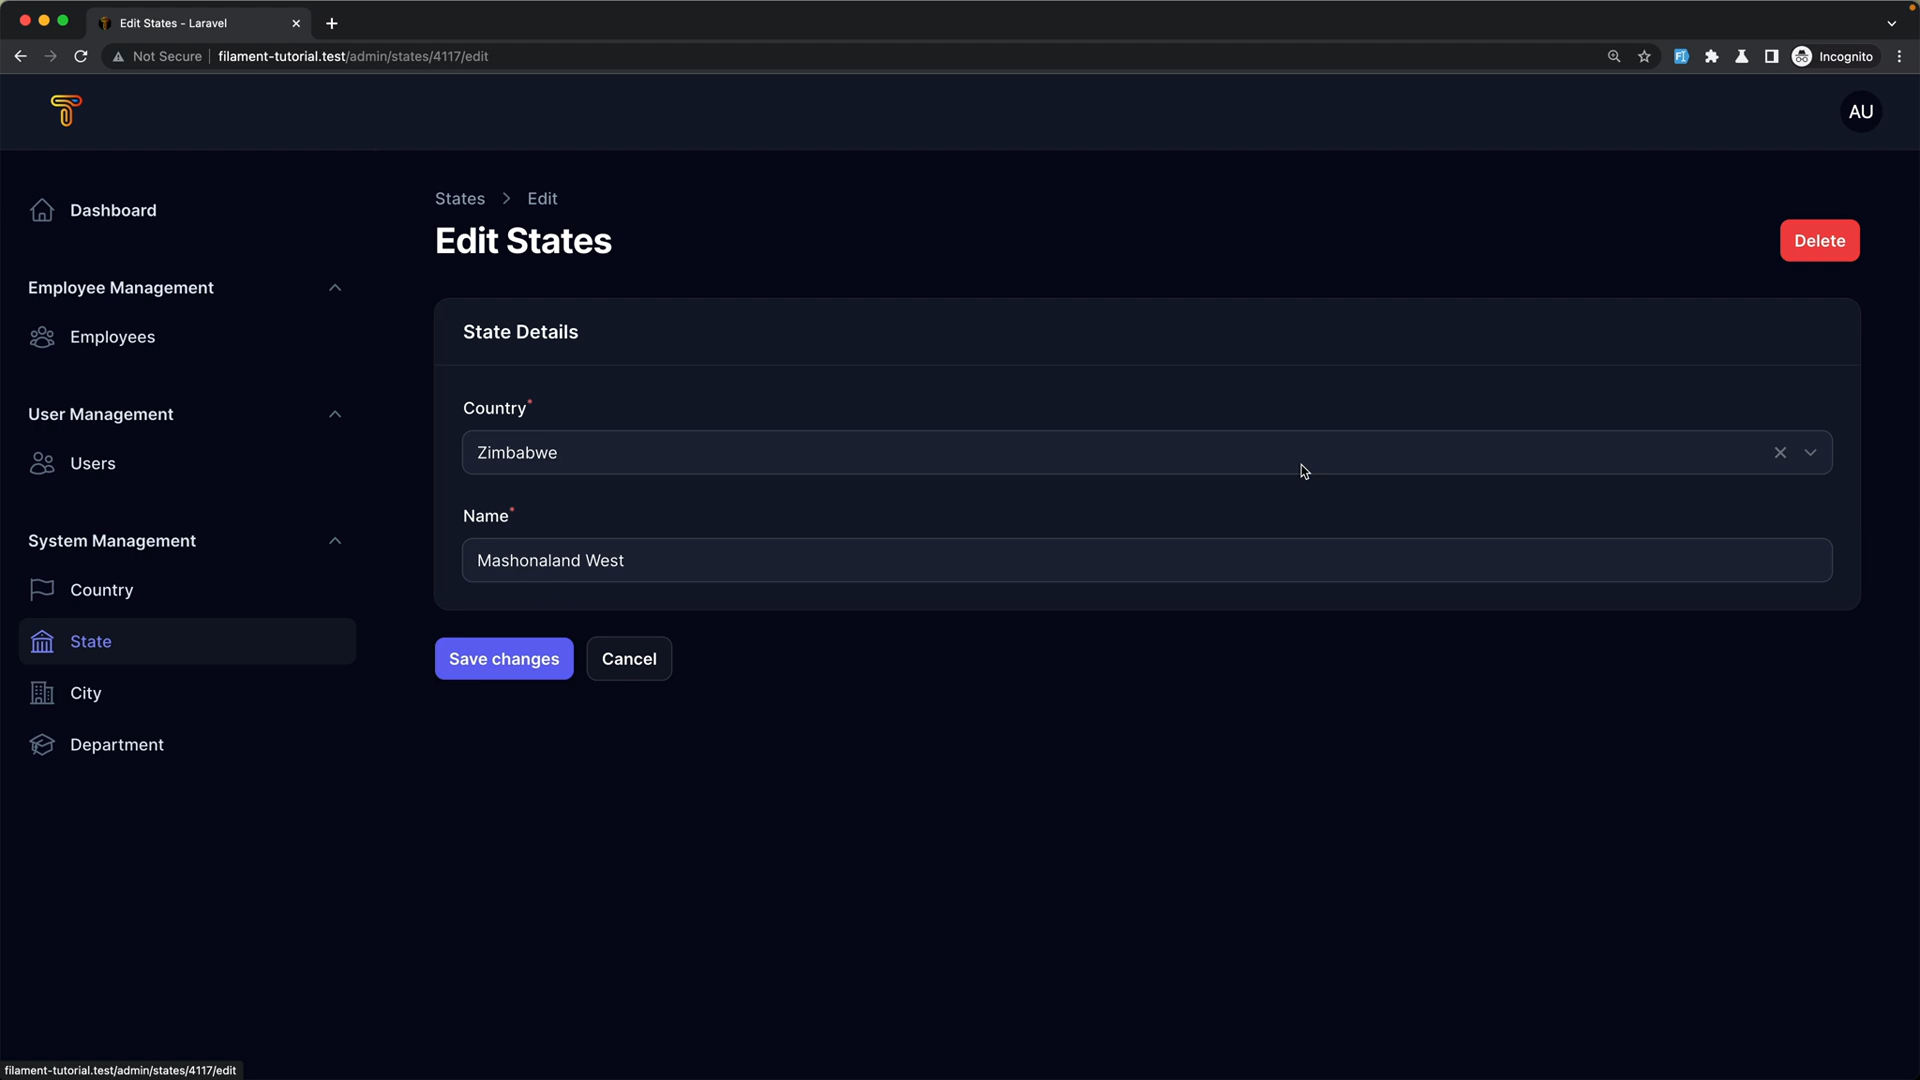 Edit States - Laravel
Not Secure
filament-tutorial.test/admin/states/4117/edit
Incognito
AU
Dashboard
Employee Management
Employees
User Management
Users
System Management
Country
State
City
Department
States > Edit
Edit States
Delete
State Details
Country*
Zimbabwe
Name*
Mashonaland West
Save changes
Cancel
filament-tutorial.test/admin/states/4117/edit